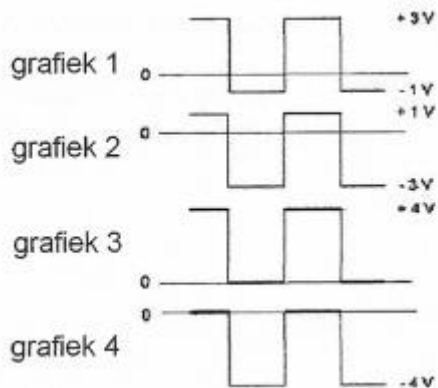 +3V
grafiek 1
0
-1V
+1V
0
grafiek 2
-3V
+4V
grafiek 3
0
0
grafiek 4
-4V